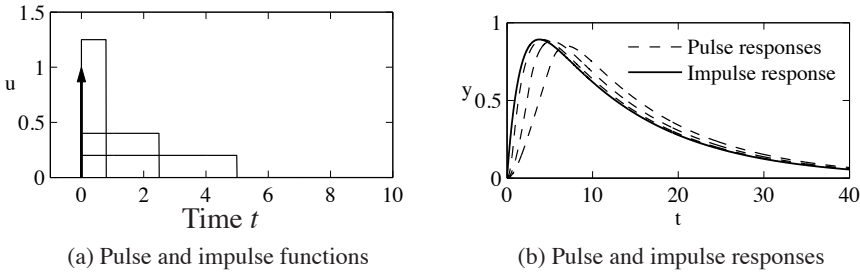 1.5
1
0.5
0
u
0 2 4 6 8 10
Time t
(a) Pulse and impulse functions
1
0.5
0
y
Pulse responses
Impulse response
0 10 20 30 40
t
(b) Pulse and impulse responses